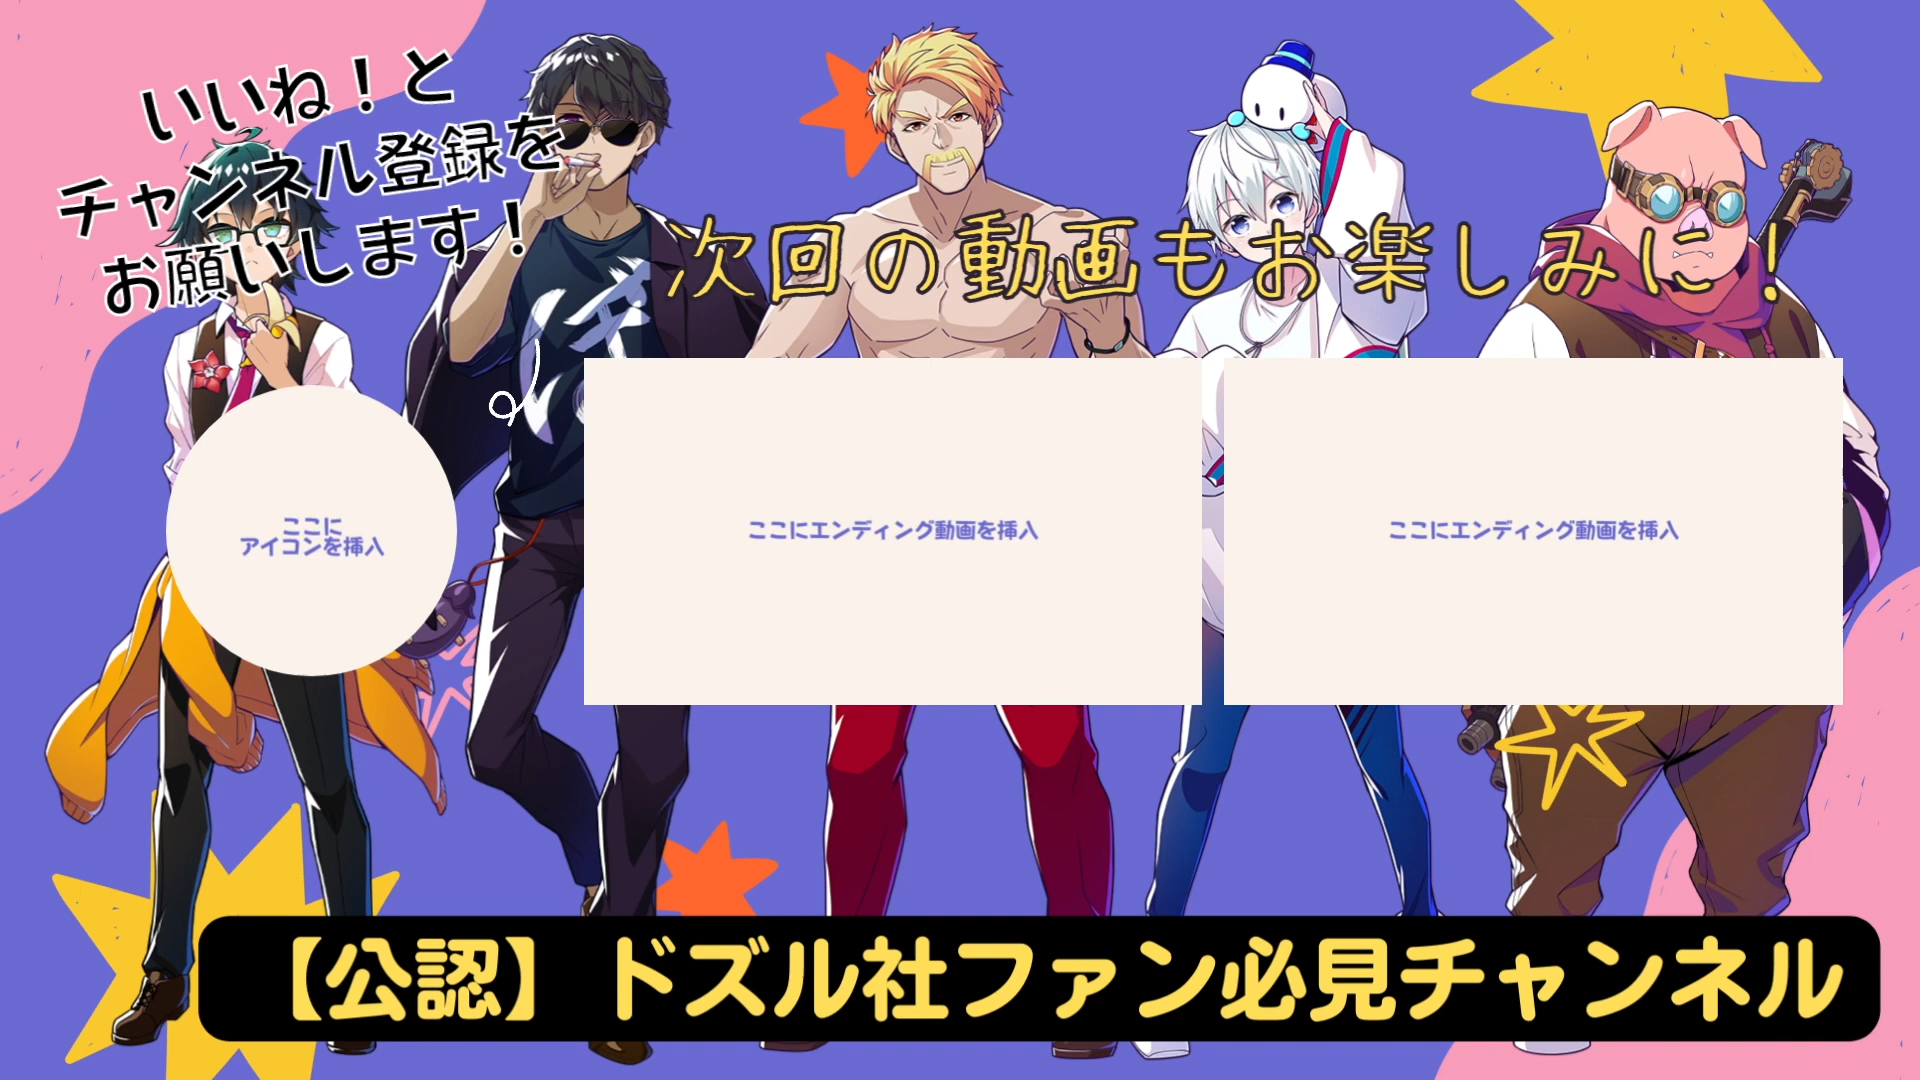 いいね！と
チャンネル登録を
お願いします！
次回の動画もお楽しみに！
ここに
アイコンを挿入
ここにエンディング動画を挿入
ここにエンディング動画を挿入
【公認】ドズル社ファン必見チャンネル